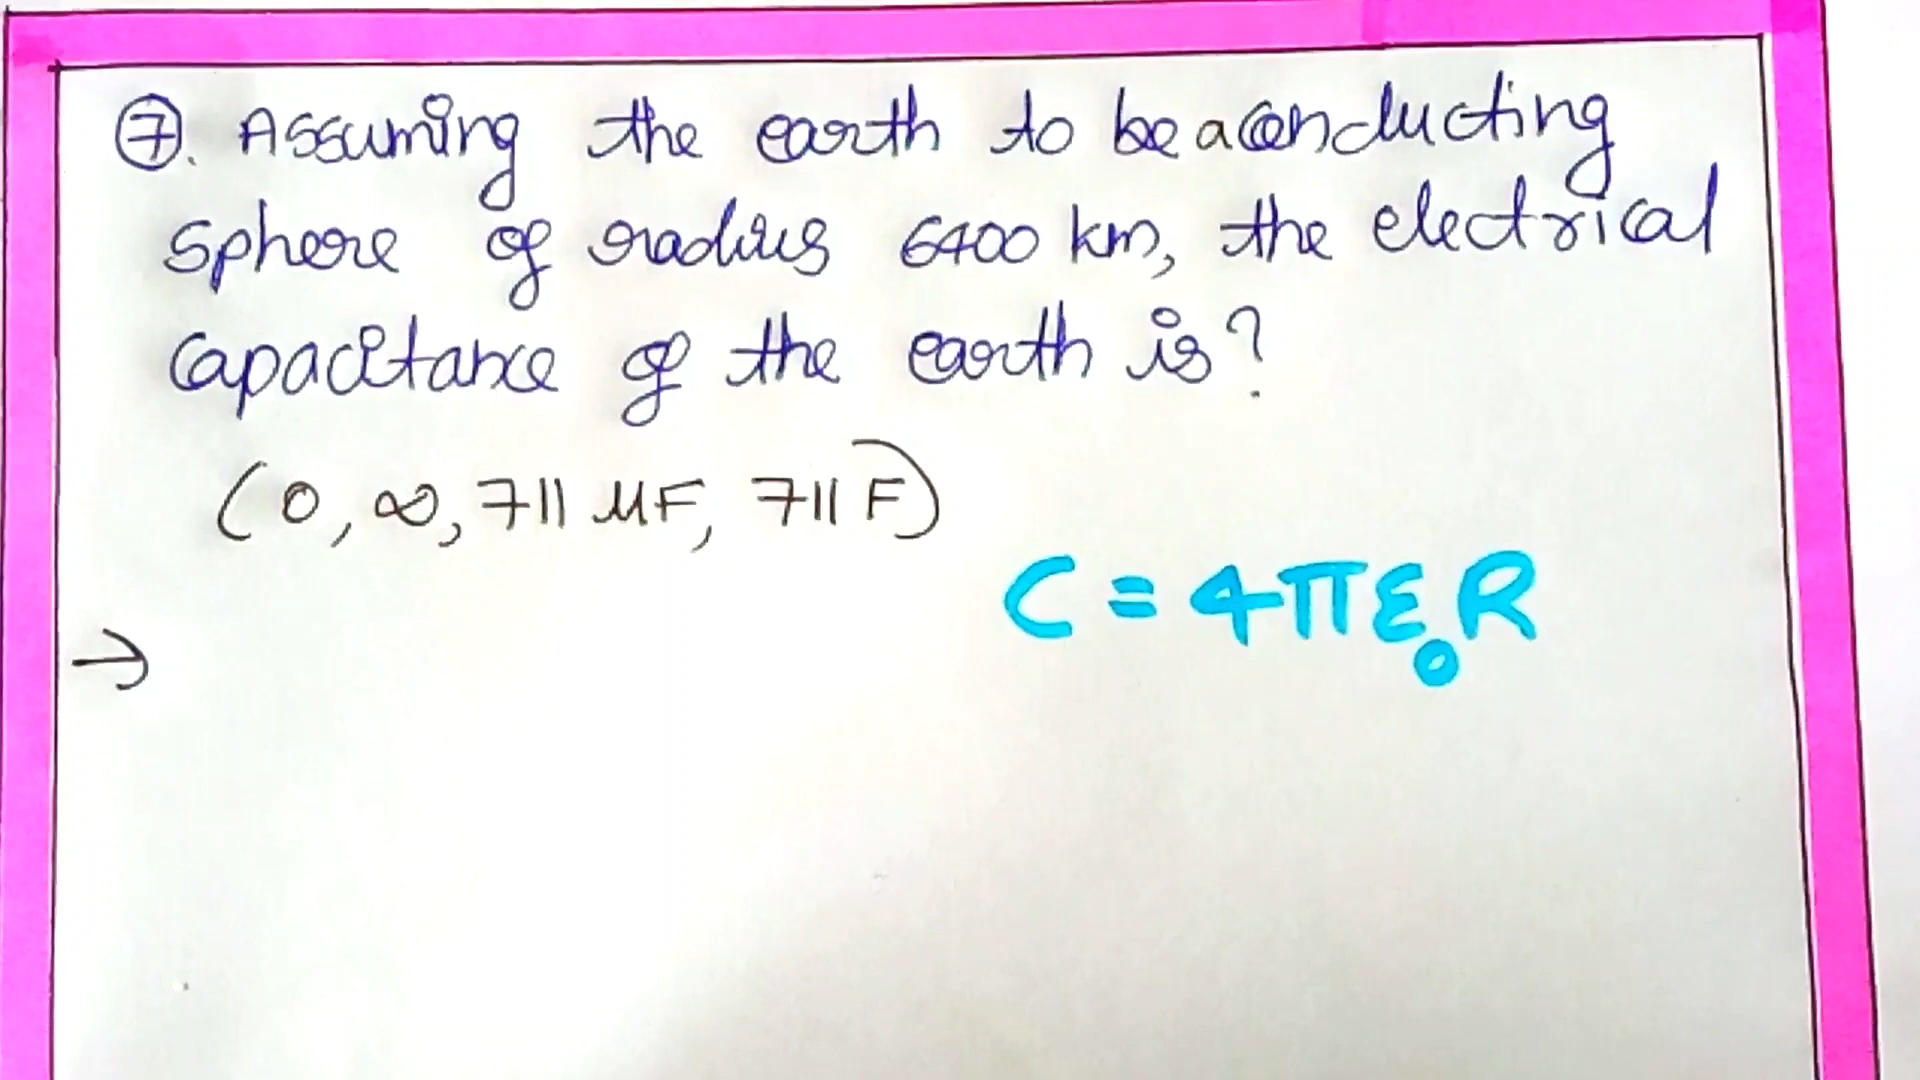 7. Assuming the earth to be a conducting
sphere of radius 6400 km, the electrical
capacitance of the earth is?
(0, ∞, 711 μF, 711 F)
C = 4πε₀R
→